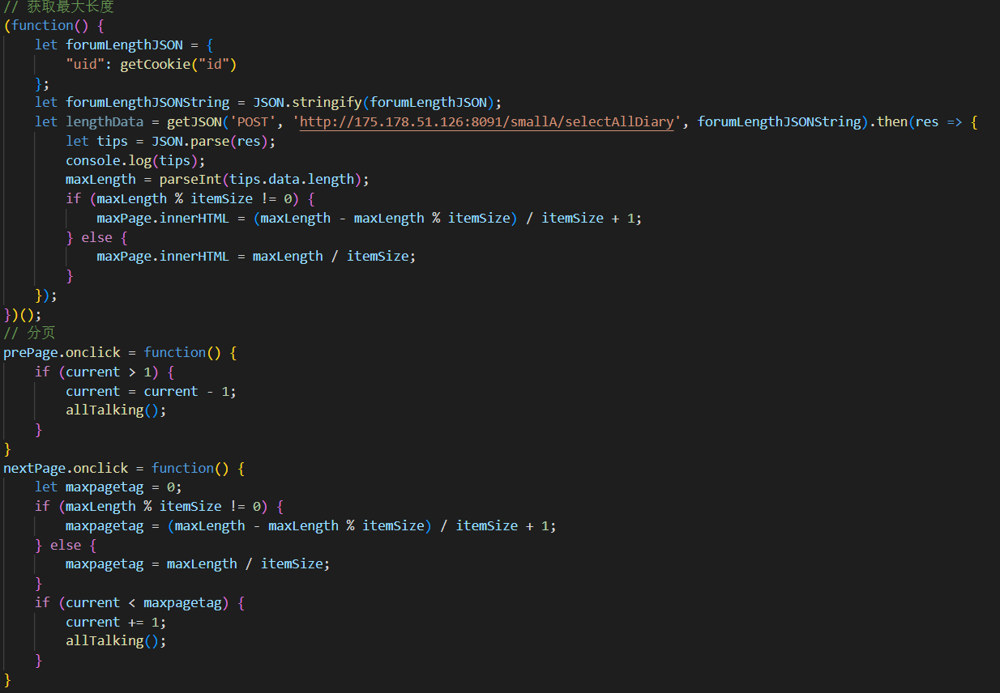 // 获取最大长度
(function() {
    let forumLengthJSON = {
        "uid": getCookie("id")
    };
    let forumLengthJSONString = JSON.stringify(forumLengthJSON);
    let lengthData = getJSON('POST', 'http://175.178.51.126:8091/smallA/selectAllDiary', forumLengthJSONString).then(res => {
        let tips = JSON.parse(res);
        console.log(tips);
        maxLength = parseInt(tips.data.length);
        if (maxLength % itemSize != 0) {
            maxPage.innerHTML = (maxLength - maxLength % itemSize) / itemSize + 1;
        } else {
            maxPage.innerHTML = maxLength / itemSize;
        }
    });
})();
// 分页
prePage.onclick = function() {
    if (current > 1) {
        current = current - 1;
        allTalking();
    }
}
nextPage.onclick = function() {
    let maxpagetag = 0;
    if (maxLength % itemSize != 0) {
        maxpagetag = (maxLength - maxLength % itemSize) / itemSize + 1;
    } else {
        maxpagetag = maxLength / itemSize;
    }
    if (current < maxpagetag) {
        current += 1;
        allTalking();
    }
}